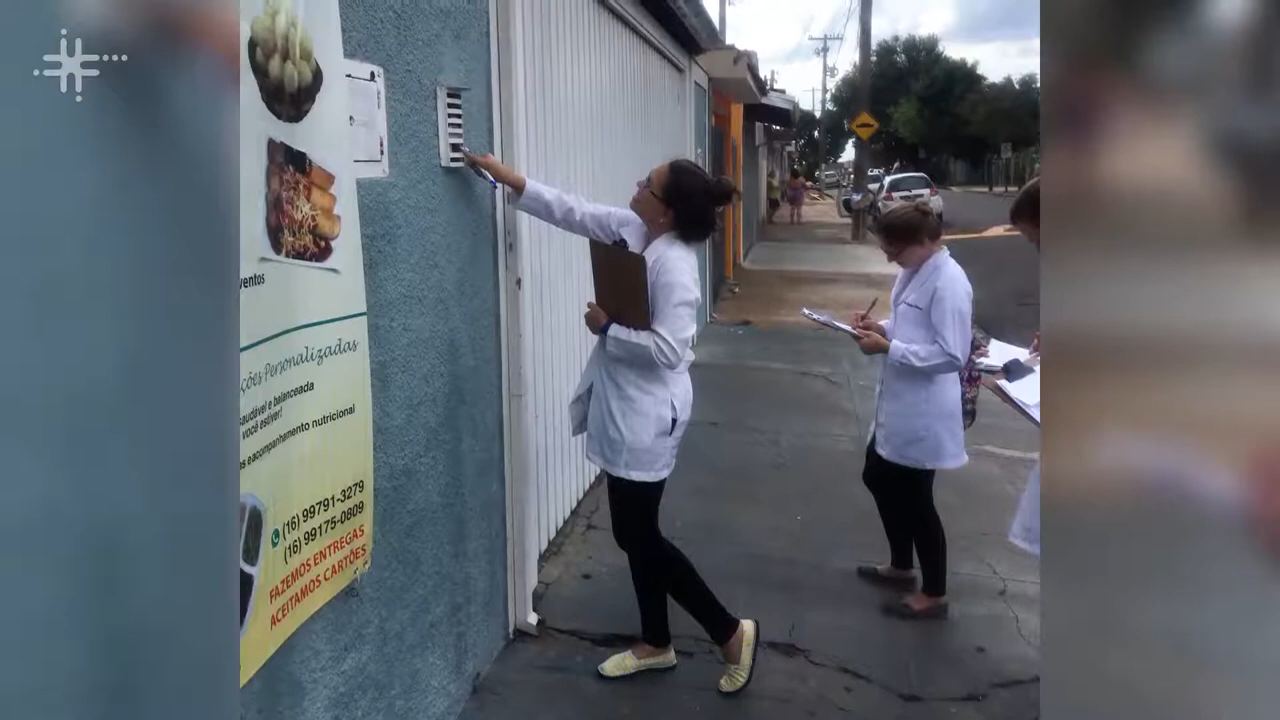 ventos
ções Personalizadas
saudável e balanceada
você estiver!
s e acompanhamento nutricional
(16) 99791-3279
(16) 99175-0809
FAZEMOS ENTREGAS
ACEITAMOS CARTÕES